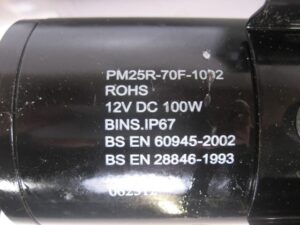 PM25R-70F-1002
ROHS
12V DC 100W
BINS.IP67
BS EN 60945-2002
BS EN 28846-1993